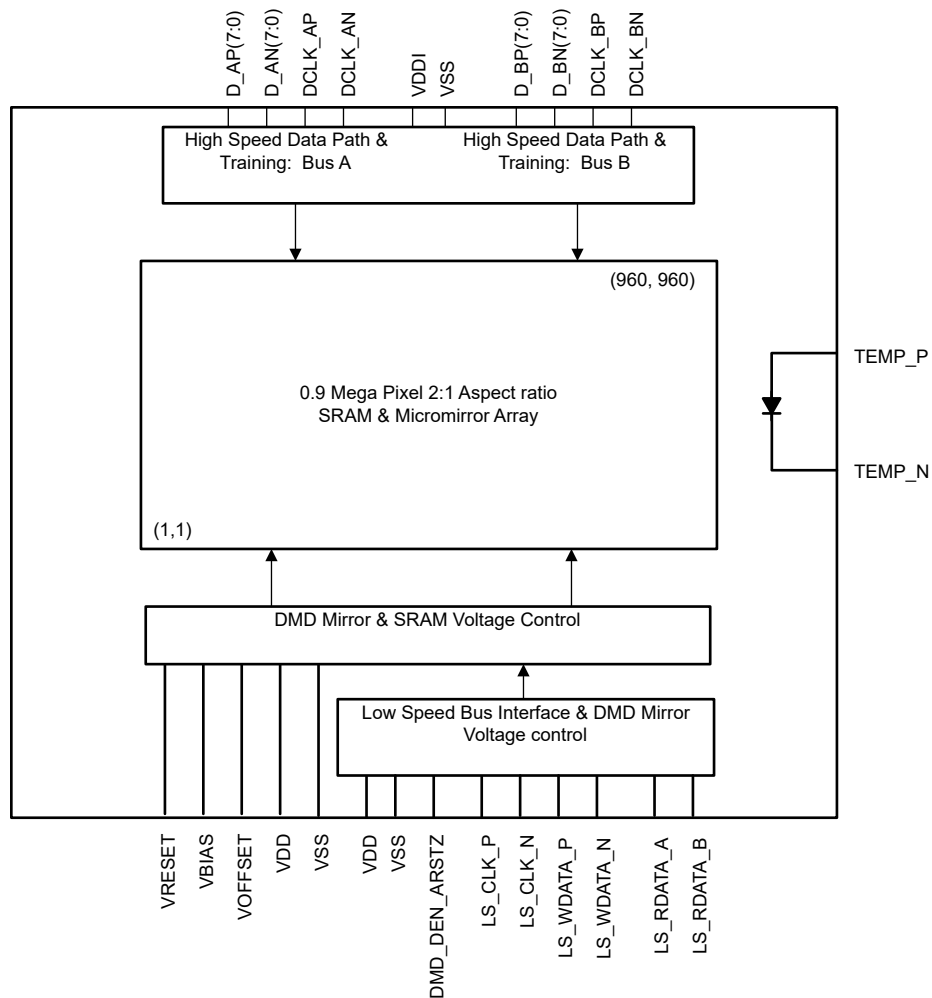 D_AP(7:0)
D_AN(7:0)
DCLK_AP
DCLK_AN
VDDI
VSS
D_BP(7:0)
D_BN(7:0)
DCLK_BP
DCLK_BN
High Speed Data Path &
Training:  Bus A
High Speed Data Path &
Training:  Bus B
(960, 960)
0.9 Mega Pixel 2:1 Aspect ratio
SRAM & Micromirror Array
(1,1)
TEMP_P
TEMP_N
DMD Mirror & SRAM Voltage Control
Low Speed Bus Interface & DMD Mirror
Voltage control
VRESET
VBIAS
VOFFSET
VDD
VSS
VDD
VSS
DMD_DEN_ARSTZ
LS_CLK_P
LS_CLK_N
LS_WDATA_P
LS_WDATA_N
LS_RDATA_A
LS_RDATA_B